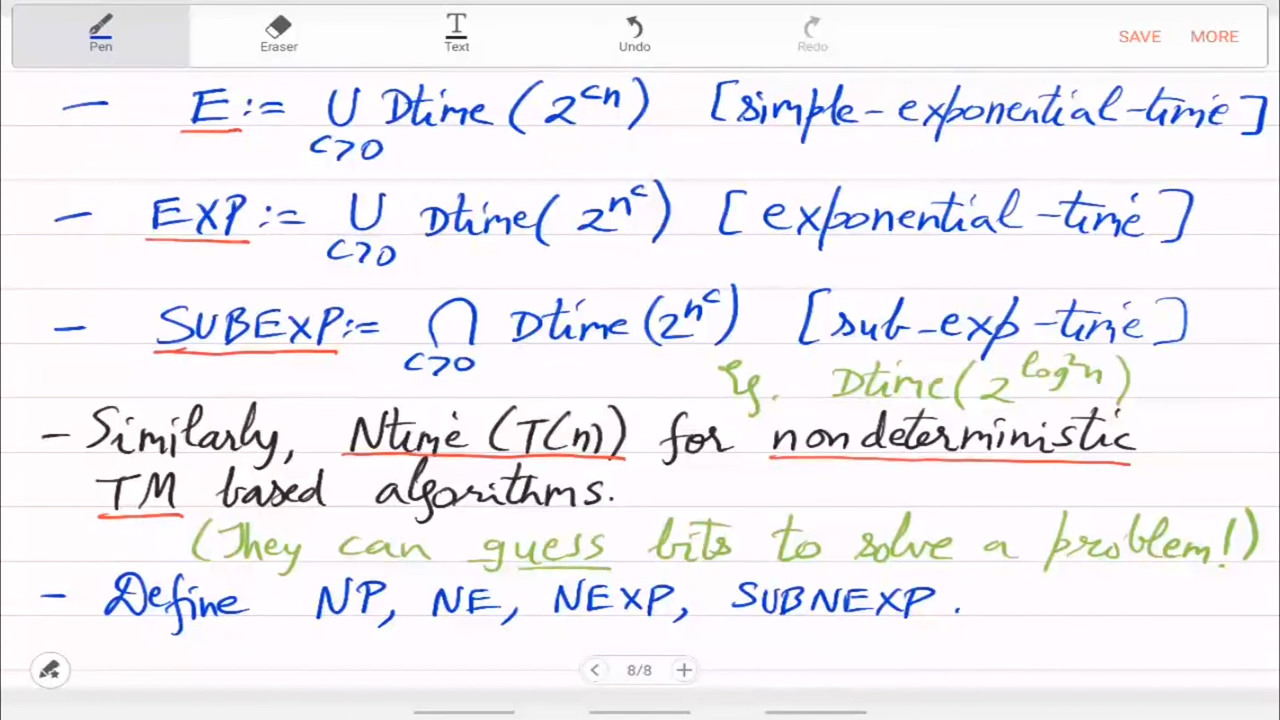 Pen Eraser Text Undo Redo SAVE MORE
- E := ∪ Dtime (2^{cn}) [simple-exponential-time]
c>0
- EXP := ∪ Dtime (2^{n^c}) [exponential-time]
c>0
- SUBEXP := ∩ Dtime (2^{n^c}) [sub-exp-time]
c>0
Eg. Dtime (2^{log²n})
- Similarly, Ntime (T(n)) for nondeterministic
TM based algorithms.
(They can guess bits to solve a problem!)
- Define NP, NE, NEXP, SUBNEXP.
< 8/8 +